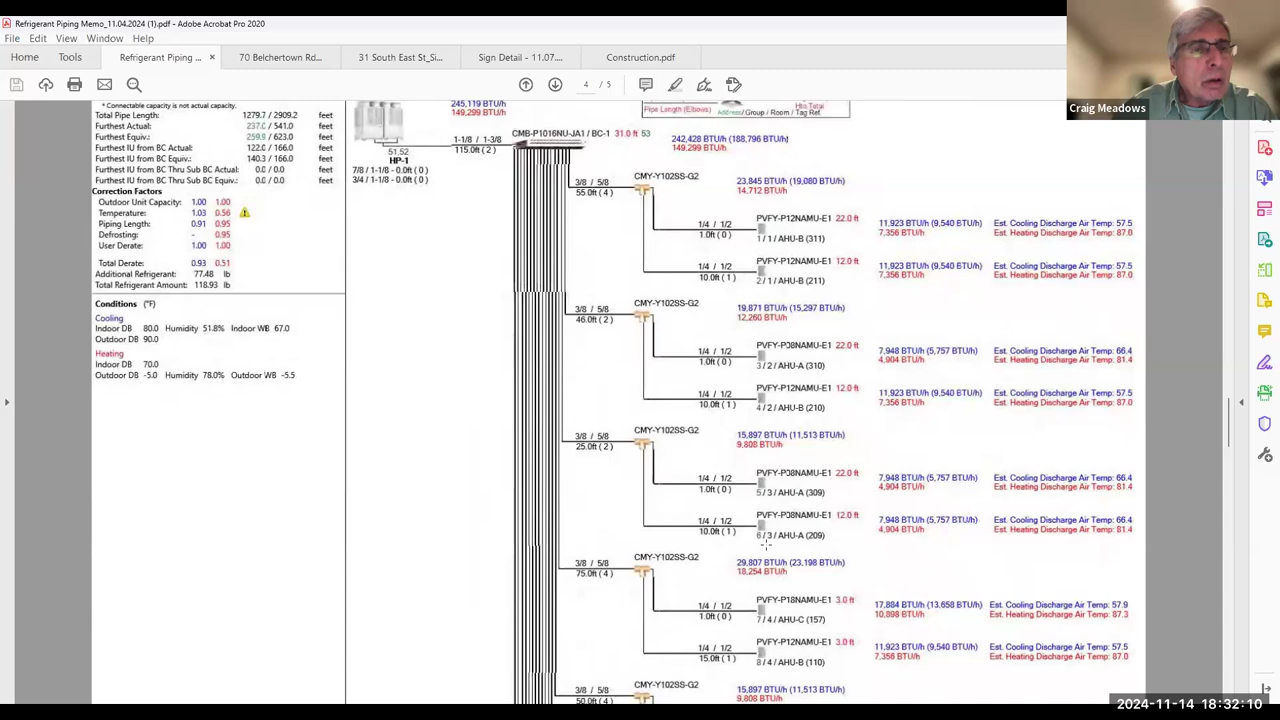 Refrigerant Piping Memo_11.04.2024 (1).pdf - Adobe Acrobat Pro 2020
File Edit View Window Help
Home Tools Refrigerant Piping ... × 70 Belchertown Rd... 31 South East St_Si... Sign Detail - 11.07.... Construction.pdf
4 / 5
Craig Meadows
* Connectable capacity is not actual capacity.
Total Pipe Length: 1279.7 / 2909.2 feet
Furthest Actual: 237.0 / 541.0 feet
Furthest Equiv.: 259.9 / 623.0 feet
Furthest IU from BC Actual: 122.0 / 166.0 feet
Furthest IU from BC Equiv.: 140.3 / 166.0 feet
Furthest IU from BC Thru Sub BC Actual: 0.0 / 0.0 feet
Furthest IU from BC Thru Sub BC Equiv.: 0.0 / 0.0 feet
Correction Factors
Outdoor Unit Capacity: 1.00 1.00
Temperature: 1.03 0.56
Piping Length: 0.91 0.95
Defrosting: - 0.95
User Derate: 1.00 1.00
Total Derate: 0.93 0.51
Additional Refrigerant: 77.48 lb
Total Refrigerant Amount: 118.93 lb
Conditions (°F)
Cooling
Indoor DB 80.0 Humidity 51.8% Indoor WB 67.0
Outdoor DB 90.0
Heating
Indoor DB 70.0
Outdoor DB -5.0 Humidity 78.0% Outdoor WB -5.5
245,119 BTU/h
149,299 BTU/h
Pipe Length (Elbows) Address/Group / Room / Tag Ref.
51,52
HP-1
7/8 / 1-1/8 - 0.0ft ( 0 )
3/4 / 1-1/8 - 0.0ft ( 0 )
1-1/8 / 1-3/8
115.0ft ( 2 )
CMB-P1016NU-JA1 / BC-1 31.0 ft 53
242,428 BTU/h (188,796 BTU/h)
149,299 BTU/h
3/8 / 5/8
55.0ft ( 4 )
CMY-Y102SS-G2
23,845 BTU/h (19,080 BTU/h)
14,712 BTU/h
1/4 / 1/2
1.0ft ( 0 )
PVFY-P12NAMU-E1 22.0 ft
1 / 1 / AHU-B (311)
11,923 BTU/h (9,540 BTU/h) Est. Cooling Discharge Air Temp: 57.5
7,356 BTU/h Est. Heating Discharge Air Temp: 87.0
1/4 / 1/2
10.0ft ( 1 )
PVFY-P12NAMU-E1 12.0 ft
2 / 1 / AHU-B (211)
11,923 BTU/h (9,540 BTU/h) Est. Cooling Discharge Air Temp: 57.5
7,356 BTU/h Est. Heating Discharge Air Temp: 87.0
3/8 / 5/8
46.0ft ( 2 )
CMY-Y102SS-G2
19,871 BTU/h (15,297 BTU/h)
12,260 BTU/h
1/4 / 1/2
1.0ft ( 0 )
PVFY-P08NAMU-E1 22.0 ft
3 / 2 / AHU-A (310)
7,948 BTU/h (5,757 BTU/h) Est. Cooling Discharge Air Temp: 66.4
4,904 BTU/h Est. Heating Discharge Air Temp: 81.4
1/4 / 1/2
10.0ft ( 1 )
PVFY-P12NAMU-E1 12.0 ft
4 / 2 / AHU-B (210)
11,923 BTU/h (9,540 BTU/h) Est. Cooling Discharge Air Temp: 57.5
7,356 BTU/h Est. Heating Discharge Air Temp: 87.0
3/8 / 5/8
25.0ft ( 2 )
CMY-Y102SS-G2
15,897 BTU/h (11,513 BTU/h)
9,808 BTU/h
1/4 / 1/2
1.0ft ( 0 )
PVFY-P08NAMU-E1 22.0 ft
5 / 3 / AHU-A (309)
7,948 BTU/h (5,757 BTU/h) Est. Cooling Discharge Air Temp: 66.4
4,904 BTU/h Est. Heating Discharge Air Temp: 81.4
1/4 / 1/2
10.0ft ( 1 )
PVFY-P08NAMU-E1 12.0 ft
6 / 3 / AHU-A (209)
7,948 BTU/h (5,757 BTU/h) Est. Cooling Discharge Air Temp: 66.4
4,904 BTU/h Est. Heating Discharge Air Temp: 81.4
3/8 / 5/8
75.0ft ( 4 )
CMY-Y102SS-G2
29,807 BTU/h (23,198 BTU/h)
18,254 BTU/h
1/4 / 1/2
1.0ft ( 0 )
PVFY-P18NAMU-E1 3.0 ft
7 / 4 / AHU-C (157)
17,884 BTU/h (13,658 BTU/h) Est. Cooling Discharge Air Temp: 57.9
10,898 BTU/h Est. Heating Discharge Air Temp: 87.3
1/4 / 1/2
15.0ft ( 1 )
PVFY-P12NAMU-E1 3.0 ft
8 / 4 / AHU-B (110)
11,923 BTU/h (9,540 BTU/h) Est. Cooling Discharge Air Temp: 57.5
7,356 BTU/h Est. Heating Discharge Air Temp: 87.0
3/8 / 5/8
50.0ft ( 4 )
CMY-Y102SS-G2
15,897 BTU/h (11,513 BTU/h)
9,808 BTU/h
2024-11-14 18:32:10